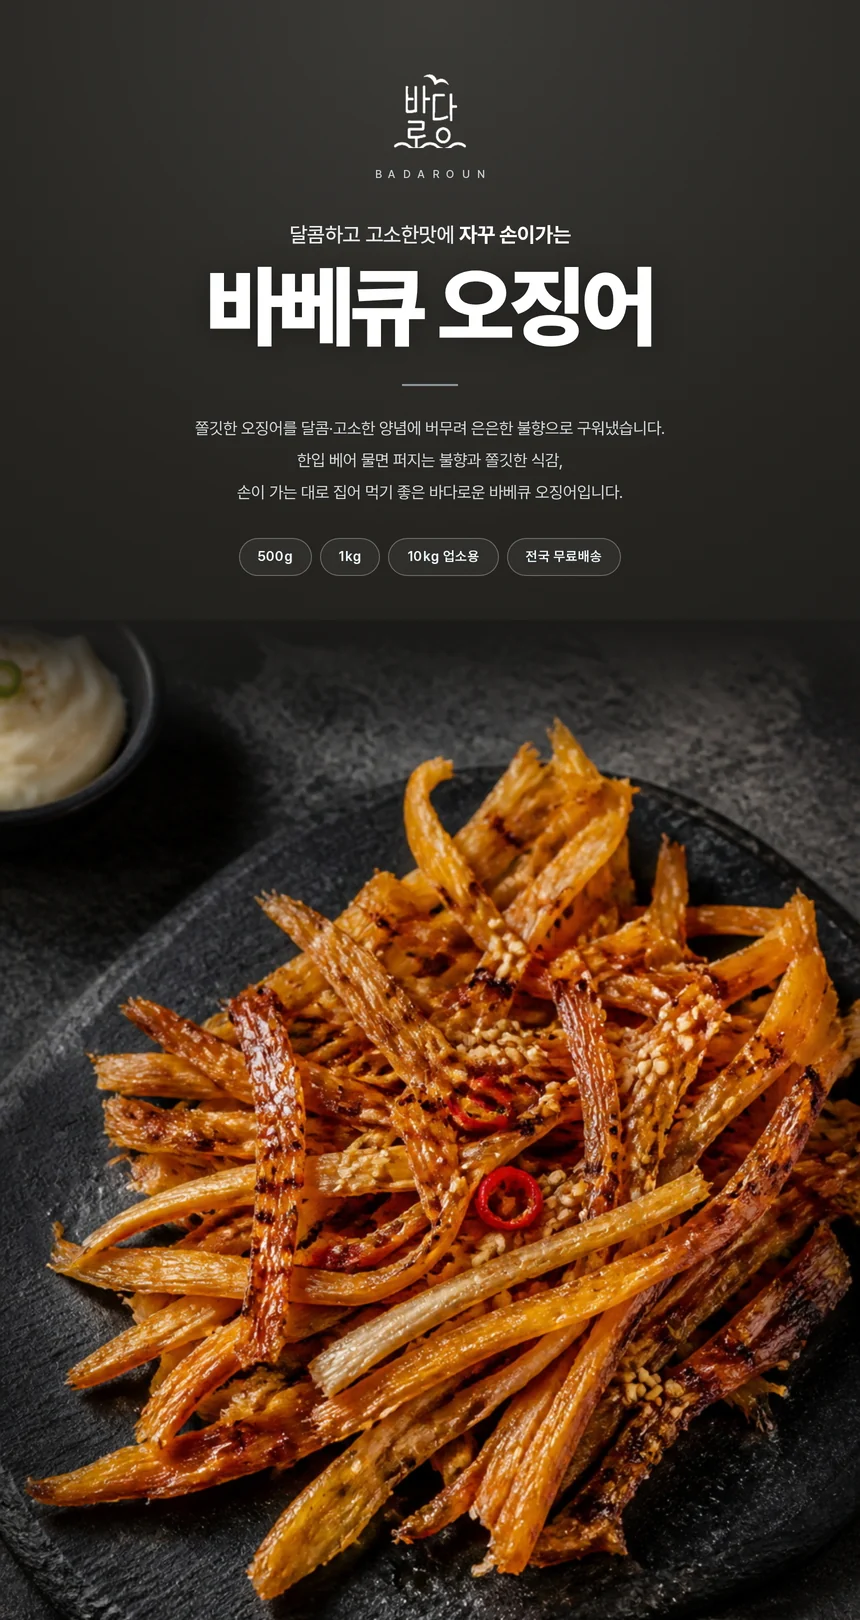 바다로운
BADAROUN
달콤하고 고소한맛에 자꾸 손이가는
바베큐 오징어
쫄깃한 오징어를 달콤·고소한 양념에 버무려 은은한 불향으로 구워냈습니다.
한입 베어 물면 퍼지는 불향과 쫄깃한 식감,
손이 가는 대로 집어 먹기 좋은 바다로운 바베큐 오징어입니다.
500g
1kg
10kg 업소용
전국 무료배송